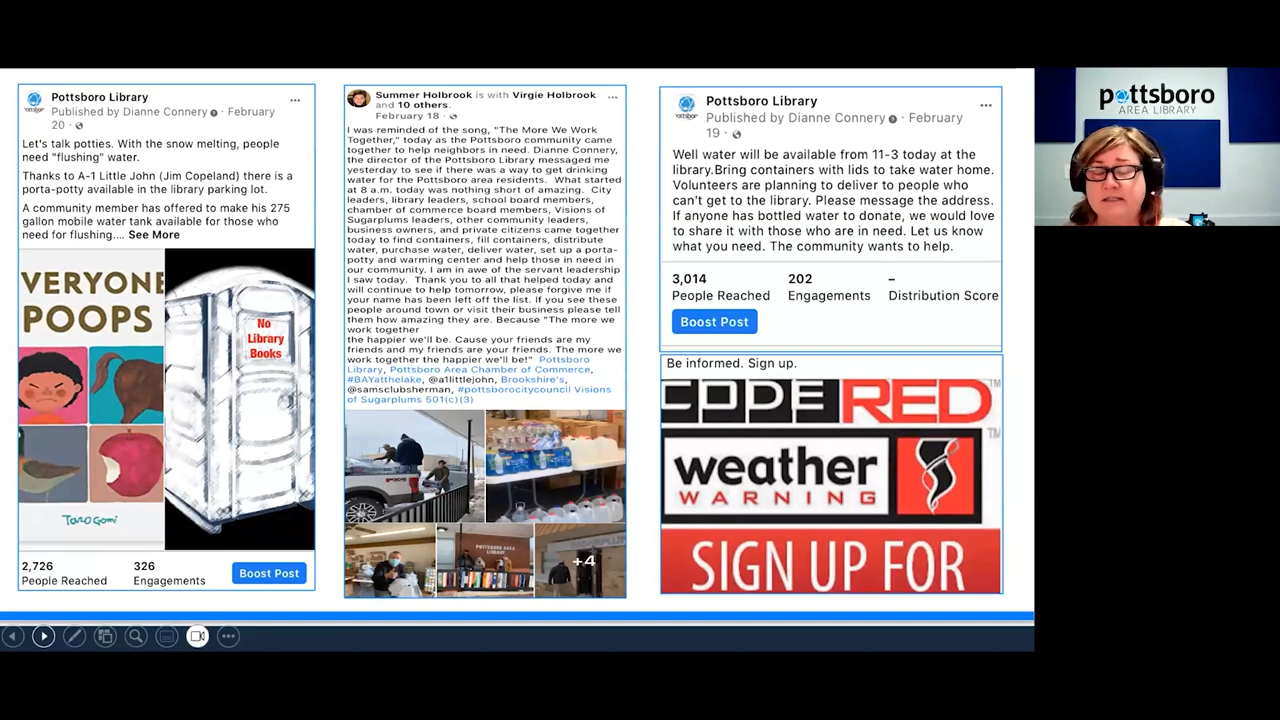 Pottsboro Library
Published by Dianne Connery · February
20 ·
Let's talk potties. With the snow melting, people
need "flushing" water.
Thanks to A-1 Little John (Jim Copeland) there is a
porta-potty available in the library parking lot.
A community member has offered to make his 275
gallon mobile water tank available for those who
need for flushing.... See More
VERYONE
POOPS
Taro Gomi
No
Library
Books
2,726
People Reached
326
Engagements
Boost Post
Summer Holbrook is with Virgie Holbrook
and 10 others.
February 18 ·
I was reminded of the song, "The More We Work
Together," today as the Pottsboro community came
together to help neighbors in need. Dianne Connery,
the director of the Pottsboro Library messaged me
yesterday to see if there was a way to get drinking
water for the Pottsboro area residents. What started
at 8 a.m. today was nothing short of amazing. City
leaders, library leaders, school board members,
chamber of commerce board members, Visions of
Sugarplums leaders, other community leaders,
business owners, and private citizens came together
today to find containers, fill containers, distribute
water, purchase water, deliver water, set up a porta-
potty and warming center and help those in need in
our community. I am in awe of the servant leadership
I saw today. Thank you to all that helped today and
will continue to help tomorrow, please forgive me if
your name has been left off the list. If you see these
people around town or visit their business please tell
them how amazing they are. Because "The more we
work together
the happier we'll be. Cause your friends are my
friends and my friends are your friends. The more we
work together the happier we'll be!" Pottsboro
Library, Pottsboro Area Chamber of Commerce,
#BAYatthelake, @a1littlejohn, Brookshire's,
@samsclubsherman, #pottsborocitycouncil Visions
of Sugarplums 501(c)(3)
POTTSBORO AREA
LIBRARY
+4
Pottsboro Library
Published by Dianne Connery · February
19 ·
Well water will be available from 11-3 today at the
library.Bring containers with lids to take water home.
Volunteers are planning to deliver to people who
can't get to the library. Please message the address.
If anyone has bottled water to donate, we would love
to share it with those who are in need. Let us know
what you need. The community wants to help.
3,014
People Reached
202
Engagements
–
Distribution Score
Boost Post
Be informed. Sign up.
CODE RED TM
weather
WARNING
TM
SIGN UP FOR
pottsboro
AREA LIBRARY